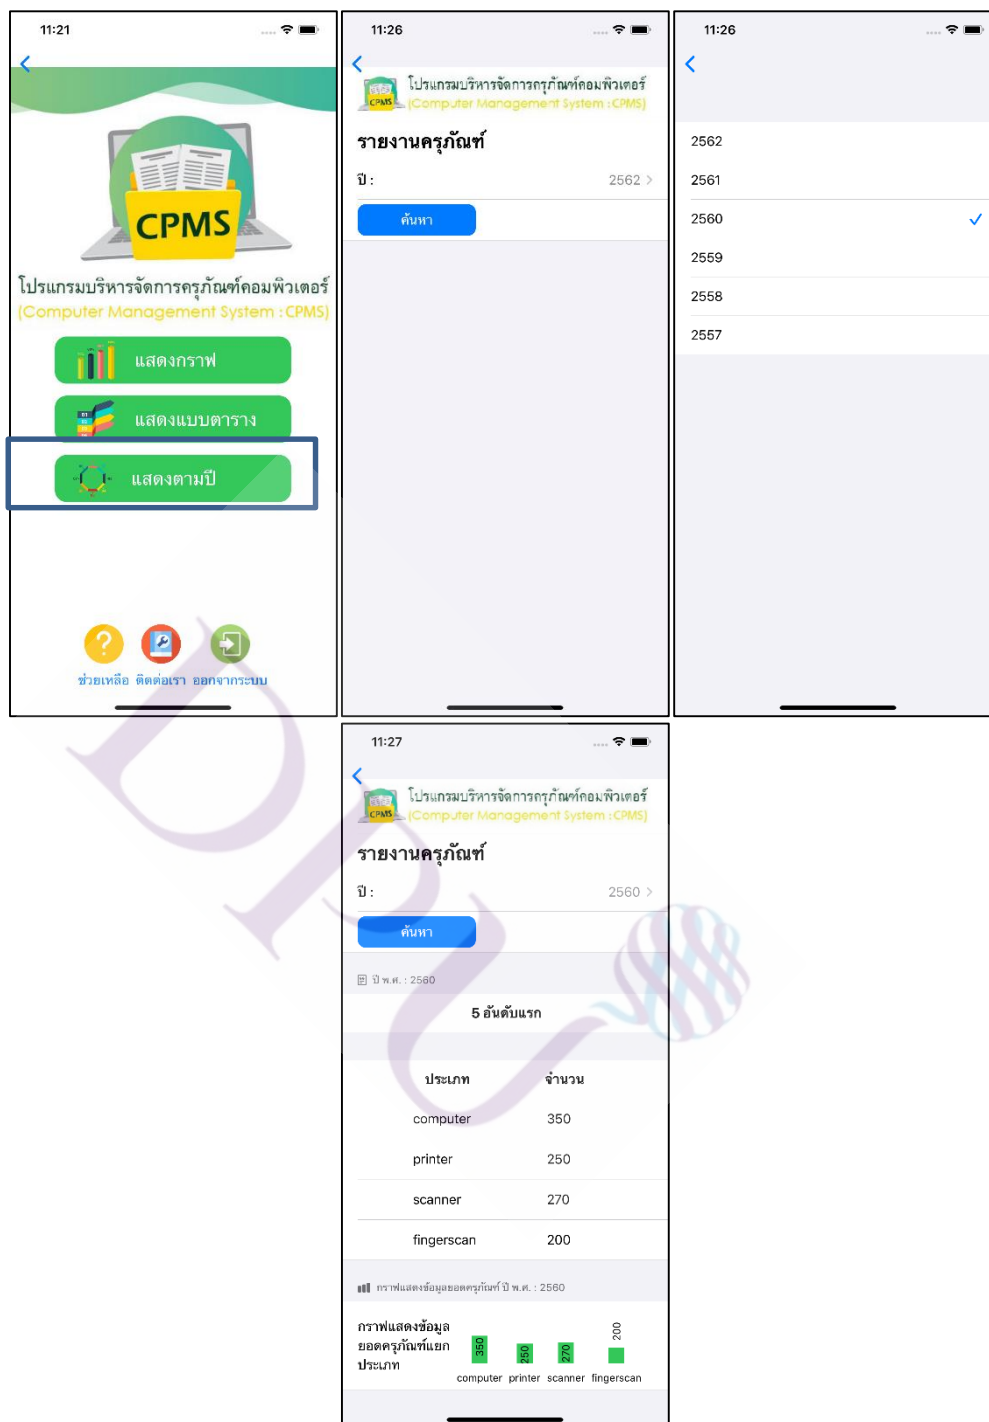 11:21
CPMS
โปรแกรมบริหารจัดการครุภัณฑ์คอมพิวเตอร์
(Computer Management System : CPMS)
แสดงกราฟ
แสดงแบบตาราง
แสดงตามปี
ช่วยเหลือ ติดต่อเรา ออกจากระบบ
11:26
CPMS
โปรแกรมบริหารจัดการครุภัณฑ์คอมพิวเตอร์
(Computer Management System : CPMS)
รายงานครุภัณฑ์
ปี : 2562
ค้นหา
11:26
2562
2561
2560
2559
2558
2557
11:27
CPMS
โปรแกรมบริหารจัดการครุภัณฑ์คอมพิวเตอร์
(Computer Management System : CPMS)
รายงานครุภัณฑ์
ปี : 2560
ค้นหา
ปี พ.ศ. : 2560
5 อันดับแรก
ประเภท จำนวน
computer 350
printer 250
scanner 270
fingerscan 200
กราฟแสดงข้อมูลยอดครุภัณฑ์ ปี พ.ศ. : 2560
กราฟแสดงข้อมูล
ยอดครุภัณฑ์แยก
ประเภท
350 250 270 200
computer printer scanner fingerscan
DPU